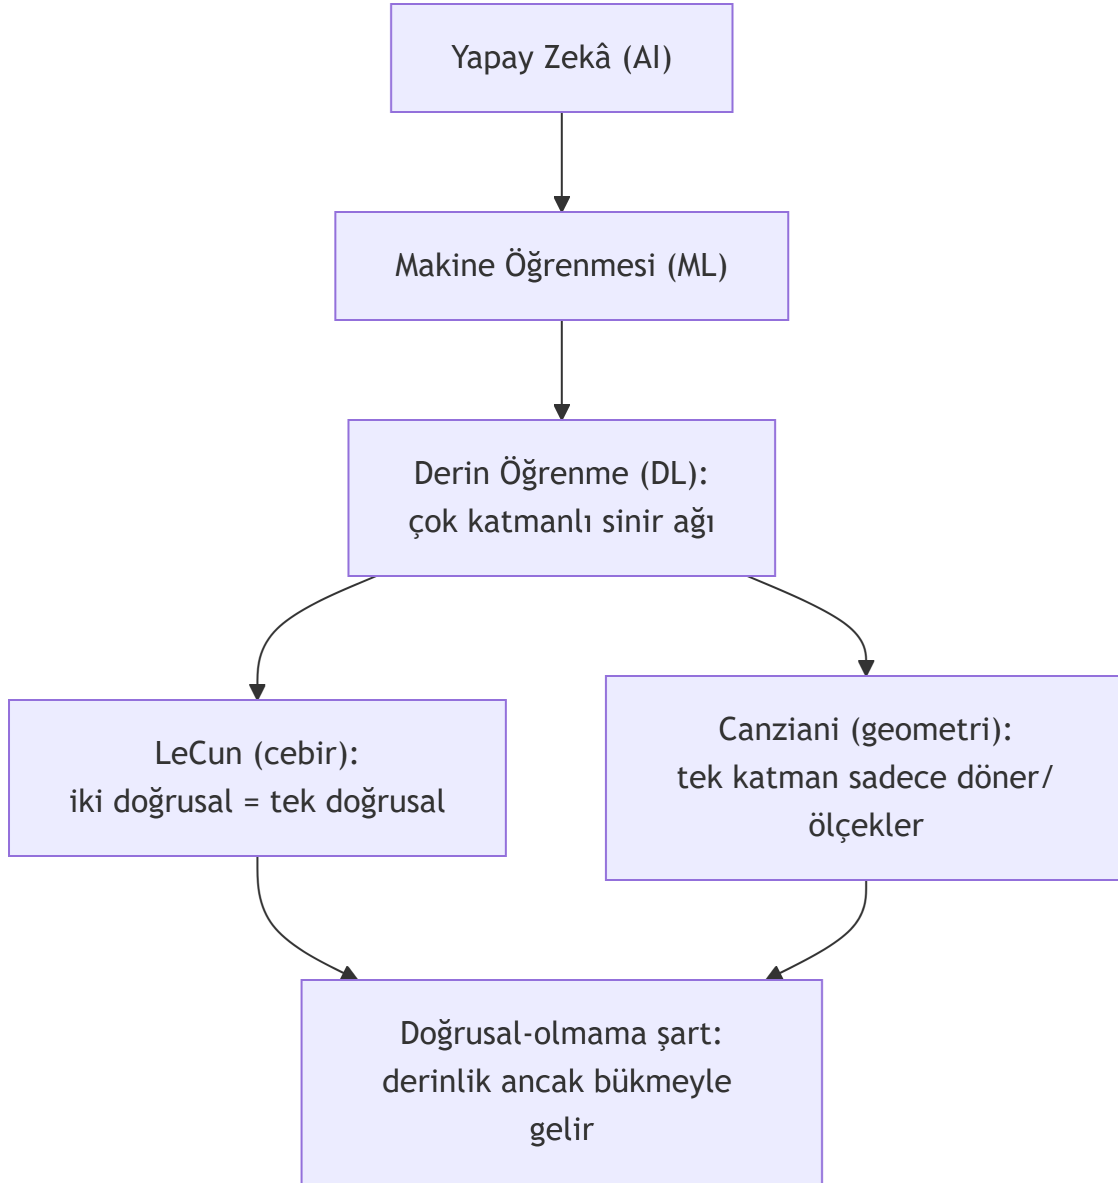 Yapay Zekâ (AI)
Makine Öğrenmesi (ML)
Derin Öğrenme (DL):
çok katmanlı sinir ağı
LeCun (cebir):
iki doğrusal = tek doğrusal
Canziani (geometri):
tek katman sadece döner/
ölçekler
Doğrusal-olmama şart:
derinlik ancak bükmeyle
gelir